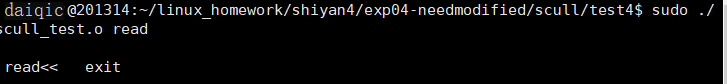 daiqic@201314:~/linux_homework/shiyan4/exp04-needmodified/scull/test4$ sudo ./
scull_test.o read
read<<   exit